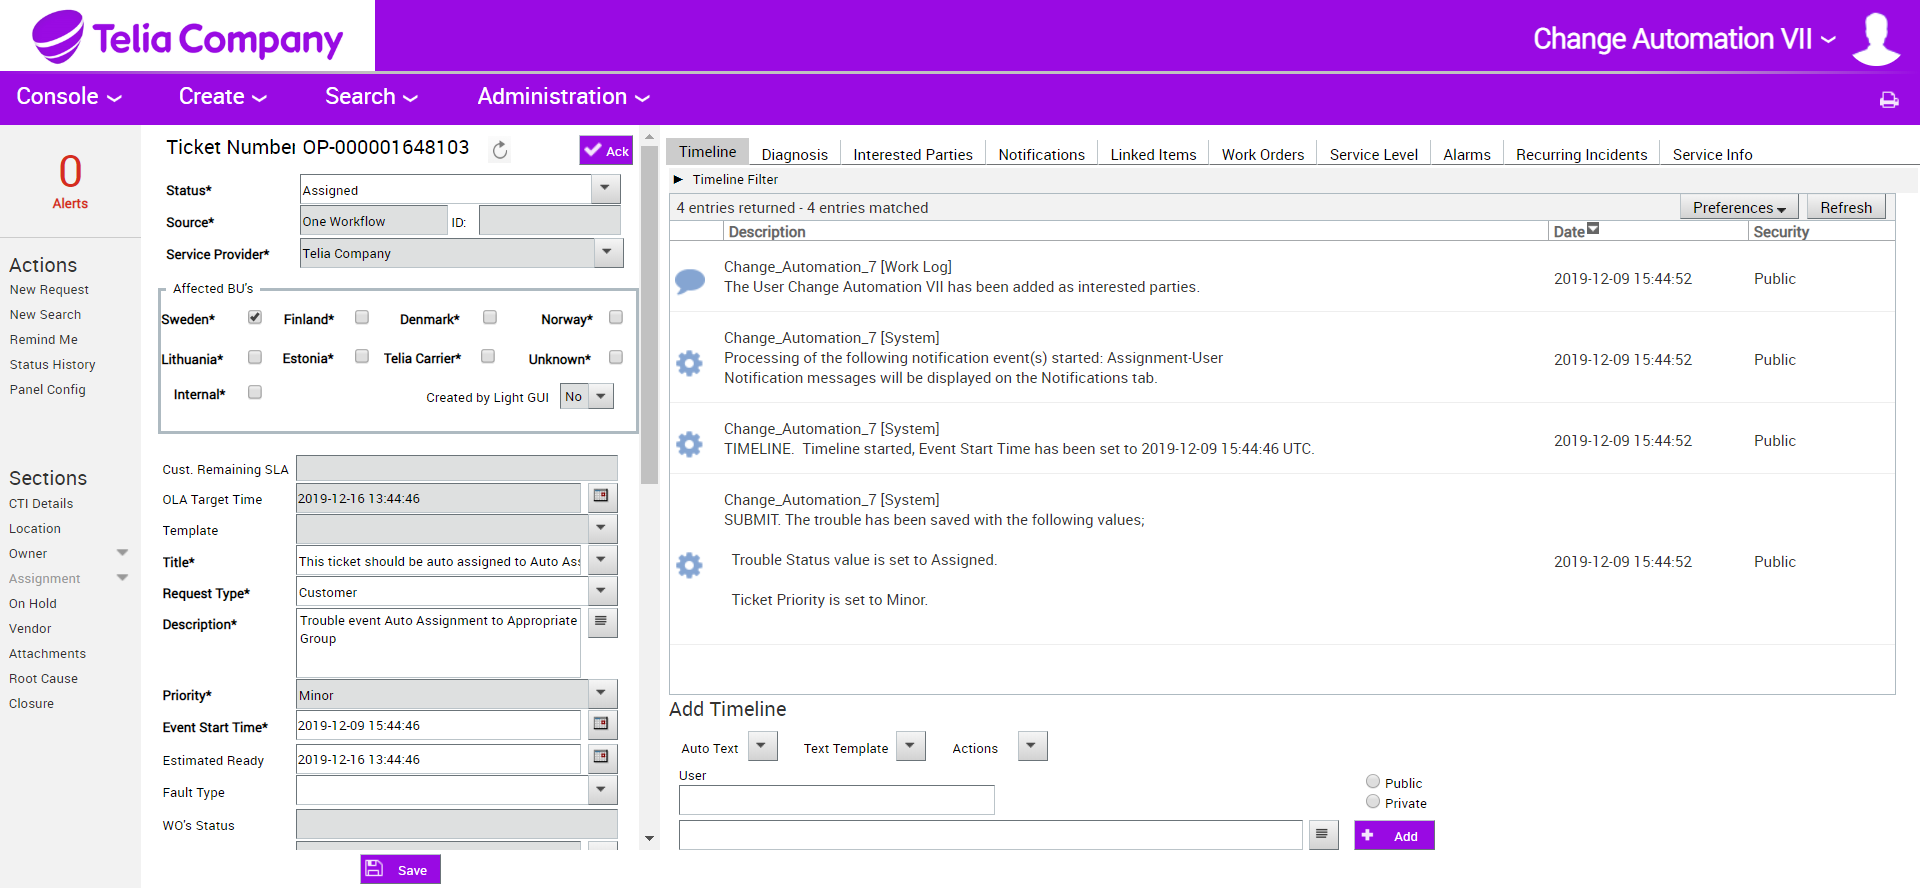 Telia Company
Change Automation VII
Console
Create
Search
Administration
0
Alerts
Actions
New Request
New Search
Remind Me
Status History
Panel Config
Sections
CTI Details
Location
Owner
Assignment
On Hold
Vendor
Attachments
Root Cause
Closure
Ticket Number OP-000001648103
Ack
Status* Assigned
Source* One Workflow ID:
Service Provider* Telia Company
Affected BU's
Sweden* Finland* Denmark* Norway*
Lithuania* Estonia* Telia Carrier* Unknown*
Internal* Created by Light GUI No
Cust. Remaining SLA
OLA Target Time 2019-12-16 13:44:46
Template
Title* This ticket should be auto assigned to Auto As
Request Type* Customer
Description* Trouble event Auto Assignment to Appropriate
Group
Priority* Minor
Event Start Time* 2019-12-09 15:44:46
Estimated Ready 2019-12-16 13:44:46
Fault Type
WO's Status
Save
Timeline Diagnosis Interested Parties Notifications Linked Items Work Orders Service Level Alarms Recurring Incidents Service Info
Timeline Filter
4 entries returned - 4 entries matched Preferences Refresh
Description Date Security
Change_Automation_7 [Work Log]
The User Change Automation VII has been added as interested parties.
2019-12-09 15:44:52 Public
Change_Automation_7 [System]
Processing of the following notification event(s) started: Assignment-User
Notification messages will be displayed on the Notifications tab.
2019-12-09 15:44:52 Public
Change_Automation_7 [System]
TIMELINE. Timeline started, Event Start Time has been set to 2019-12-09 15:44:46 UTC.
2019-12-09 15:44:52 Public
Change_Automation_7 [System]
SUBMIT. The trouble has been saved with the following values;
Trouble Status value is set to Assigned.
2019-12-09 15:44:52 Public
Ticket Priority is set to Minor.
Add Timeline
Auto Text Text Template Actions
User
Public
Private
Add